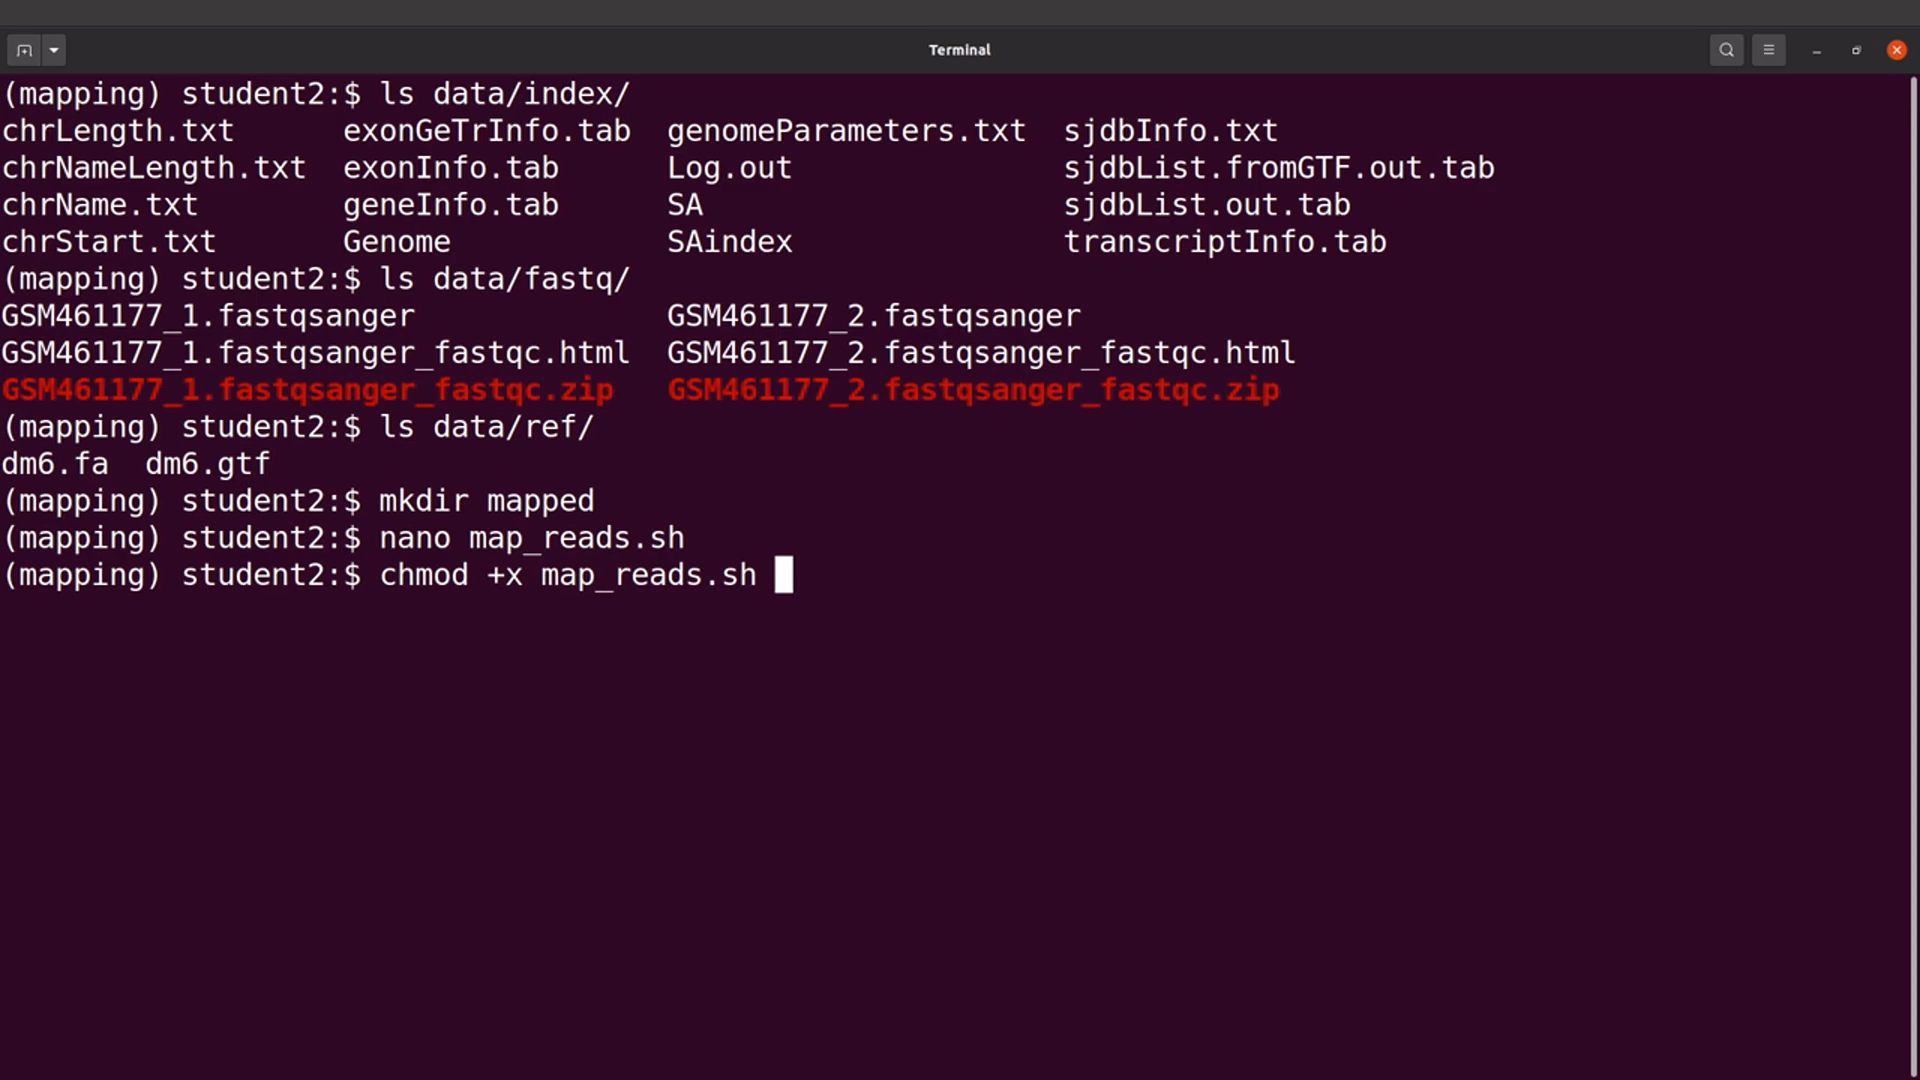 Terminal
(mapping) student2:$ ls data/index/
chrLength.txt      exonGeTrInfo.tab  genomeParameters.txt  sjdbInfo.txt
chrNameLength.txt  exonInfo.tab      Log.out               sjdbList.fromGTF.out.tab
chrName.txt        geneInfo.tab      SA                    sjdbList.out.tab
chrStart.txt       Genome            SAindex               transcriptInfo.tab
(mapping) student2:$ ls data/fastq/
GSM461177_1.fastqsanger              GSM461177_2.fastqsanger
GSM461177_1.fastqsanger_fastqc.html  GSM461177_2.fastqsanger_fastqc.html
GSM461177_1.fastqsanger_fastqc.zip   GSM461177_2.fastqsanger_fastqc.zip
(mapping) student2:$ ls data/ref/
dm6.fa  dm6.gtf
(mapping) student2:$ mkdir mapped
(mapping) student2:$ nano map_reads.sh
(mapping) student2:$ chmod +x map_reads.sh